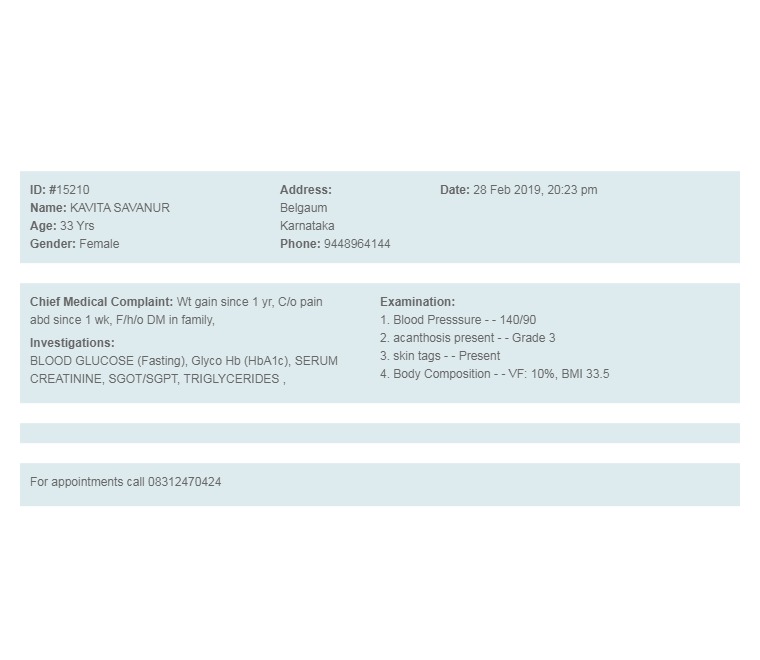 ID: #15210
Name: KAVITA SAVANUR
Age: 33 Yrs
Gender: Female
Address:
Belgaum
Karnataka
Phone: 9448964144
Date: 28 Feb 2019, 20:23 pm
Chief Medical Complaint: Wt gain since 1 yr, C/o pain
abd since 1 wk, F/h/o DM in family,
Investigations:
BLOOD GLUCOSE (Fasting), Glyco Hb (HbA1c), SERUM
CREATININE, SGOT/SGPT, TRIGLYCERIDES ,
Examination:
1. Blood Presssure - - 140/90
2. acanthosis present - - Grade 3
3. skin tags - - Present
4. Body Composition - - VF: 10%, BMI 33.5
For appointments call 08312470424